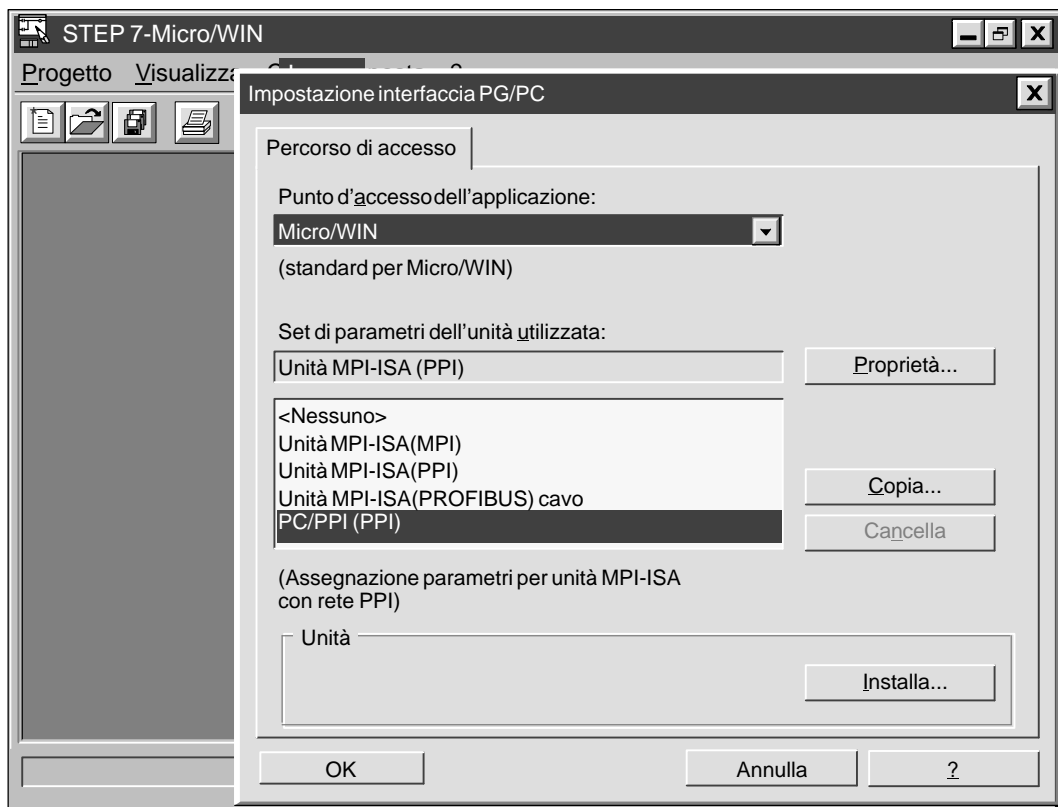 STEP 7-Micro/WIN
Progetto Visualizza ?
Impostazione interfaccia PG/PC
Percorso di accesso
Punto d'accesso dell'applicazione:
Micro/WIN
(standard per Micro/WIN)
Set di parametri dell'unità utilizzata:
Unità MPI-ISA (PPI)
Proprietà...
<Nessuno>
Unità MPI-ISA(MPI)
Unità MPI-ISA(PPI)
Unità MPI-ISA(PROFIBUS) cavo
PC/PPI (PPI)
Copia...
Cancella
(Assegnazione parametri per unità MPI-ISA
con rete PPI)
Unità
Installa...
OK
Annulla
?